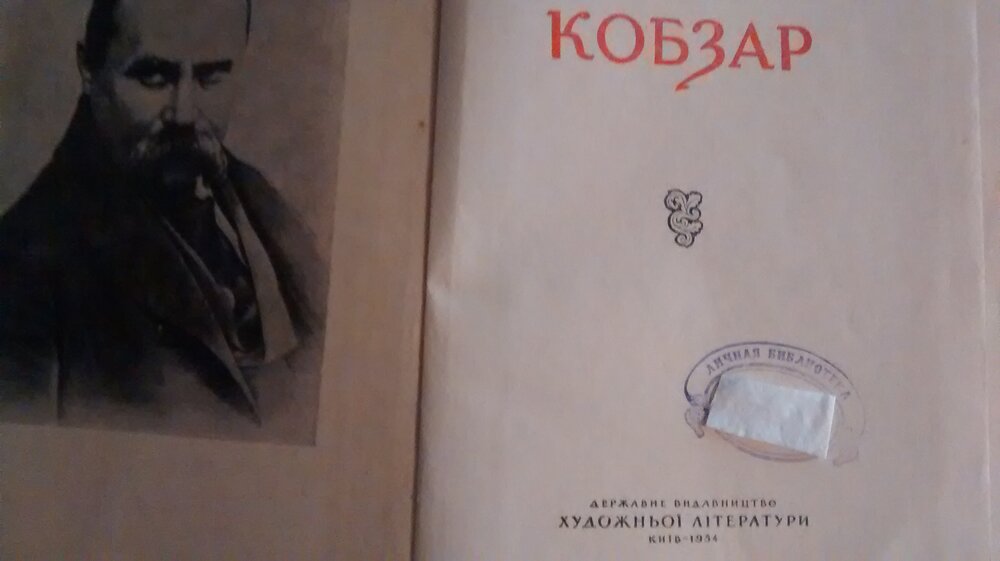 КОБЗАР
ЛИЧНАЯ БИБЛИОТЕКА
ДЕРЖАВНЕ ВИДАВНИЦТВО
ХУДОЖНЬОЇ ЛІТЕРАТУРИ
КИЇВ-1954